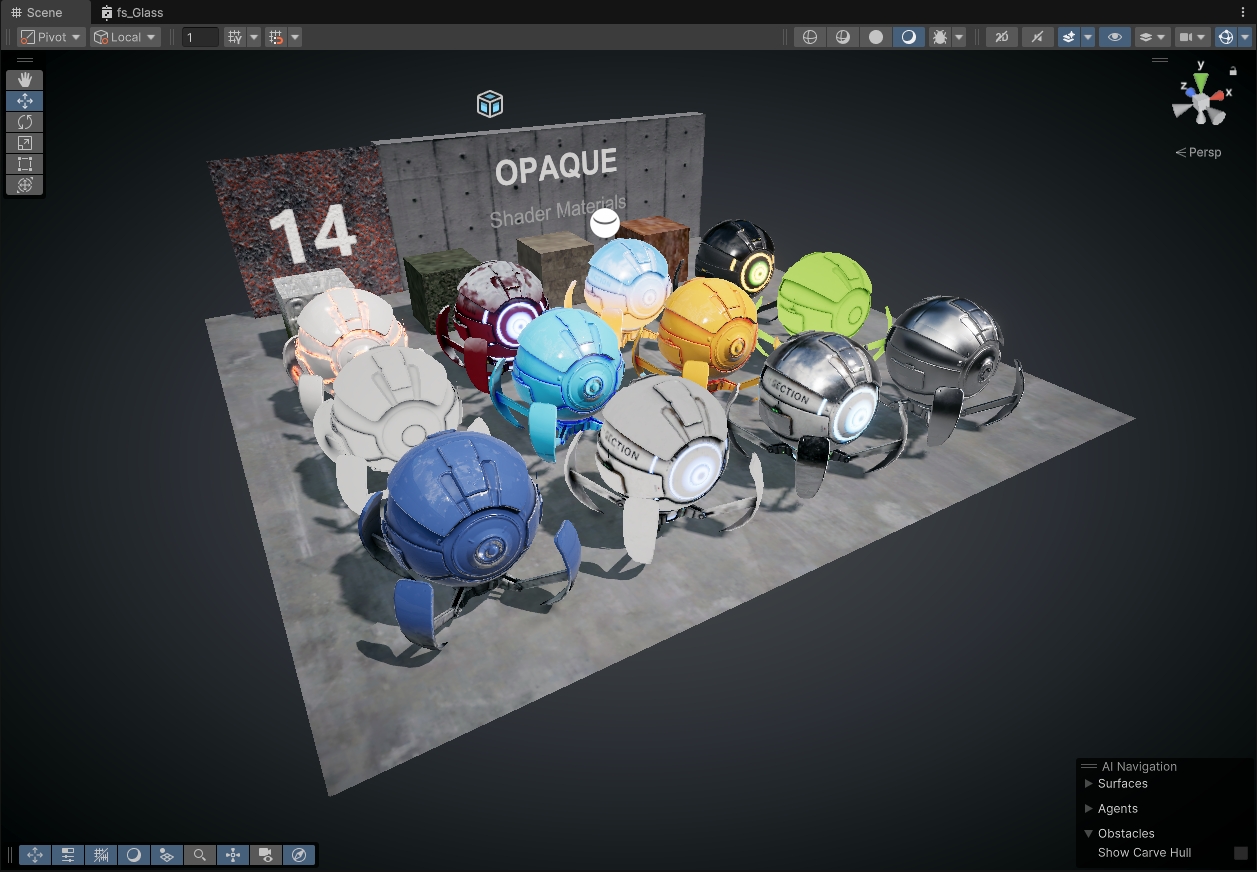 Scene
fs_Glass
Pivot
Local
1
2D
y
z
x
< Persp
14
OPAQUE
Shader Materials
SECTION
SECTION
AI Navigation
Surfaces
Agents
Obstacles
Show Carve Hull